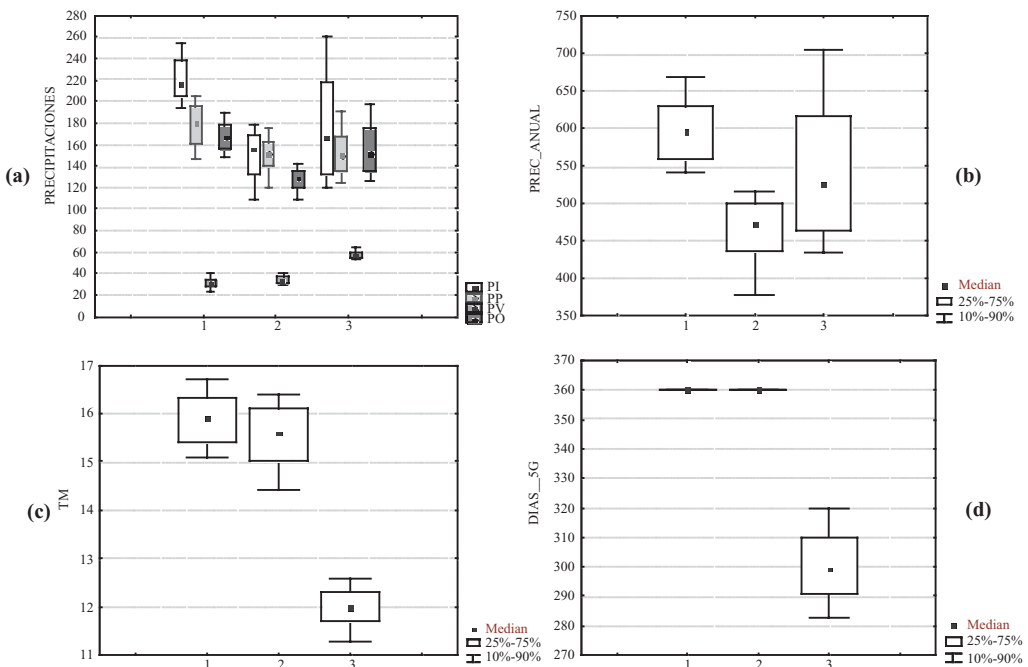 280
260
240
220
200
180
160
140
120
100
80
60
40
20
0
PRECIPITACIONES
(a)
1 2 3
PI
PP
PV
PO
750
700
650
600
550
500
450
400
350
PREC_ANUAL
(b)
1 2 3
Median
25%-75%
10%-90%
17
16
15
14
13
12
11
TM
(c)
1 2 3
Median
25%-75%
10%-90%
370
360
350
340
330
320
310
300
290
280
270
DIAS__5G
(d)
1 2 3
Median
25%-75%
10%-90%